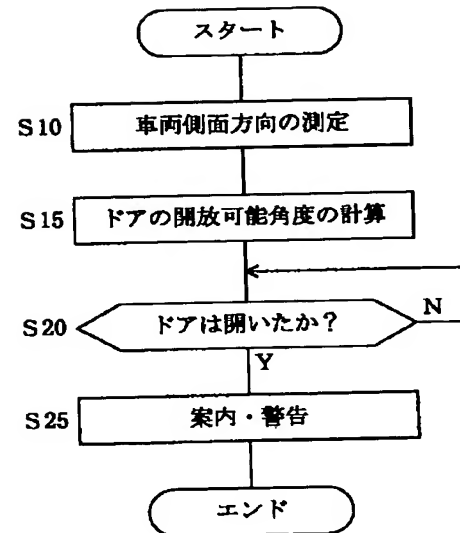 スタート
S10 車両側面方向の測定
S15 ドアの開放可能角度の計算
S20 ドアは開いたか？ N
Y
S25 案内・警告
エンド